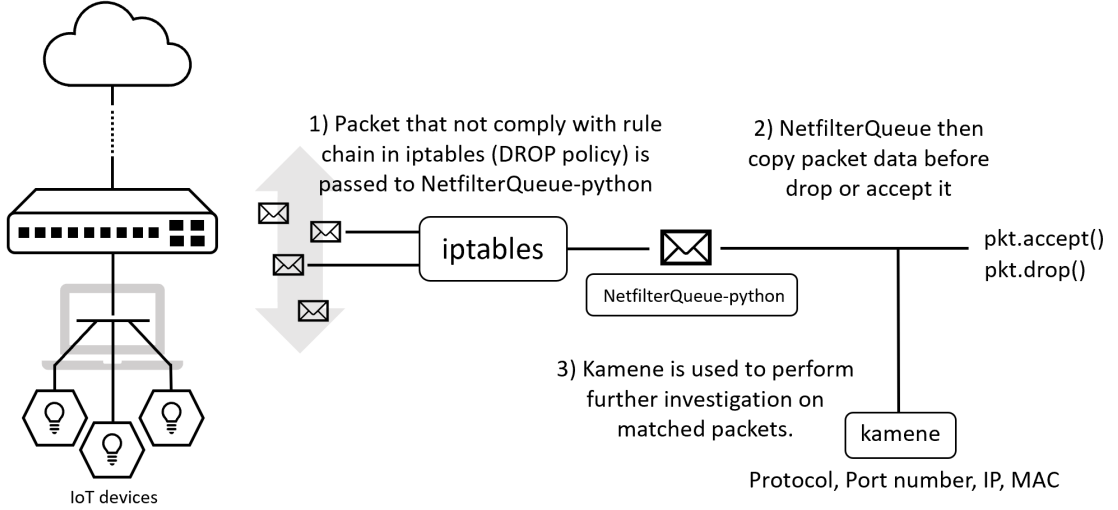 1) Packet that not comply with rule
chain in iptables (DROP policy) is
passed to NetfilterQueue-python
2) NetfilterQueue then
copy packet data before
drop or accept it
iptables
pkt.accept()
pkt.drop()
NetfilterQueue-python
3) Kamene is used to perform
further investigation on
matched packets.
kamene
Protocol, Port number, IP, MAC
IoT devices